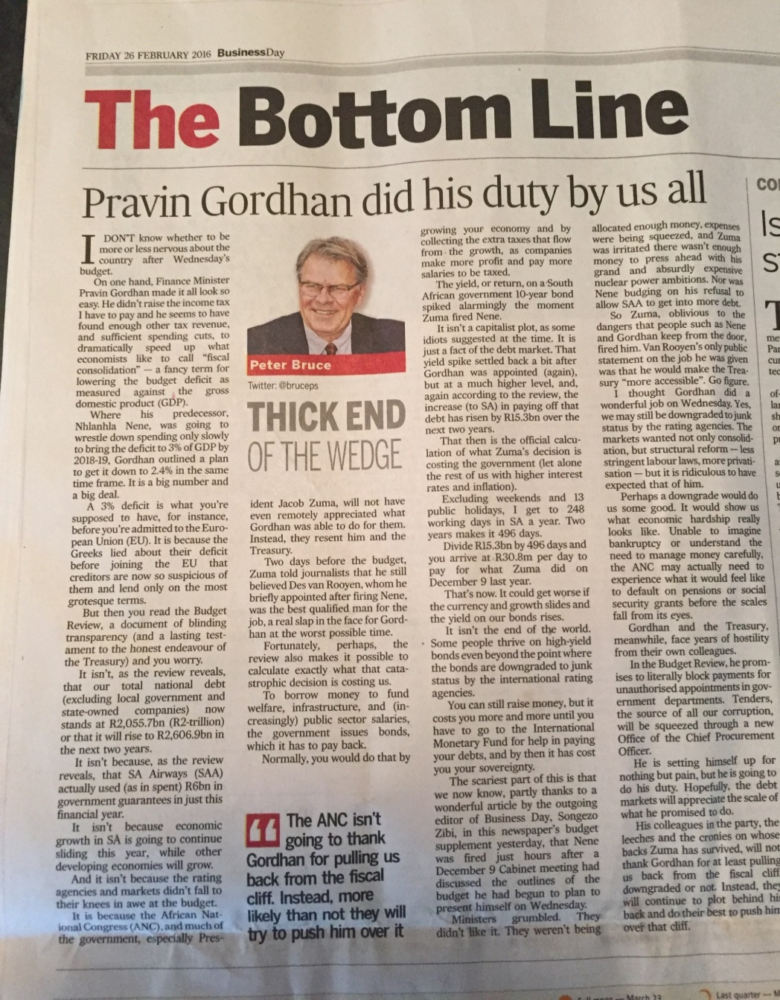 FRIDAY 26 FEBRUARY 2016 BusinessDay
The Bottom Line
Pravin Gordhan did his duty by us all
I DON'T know whether to be
more or less nervous about the
country after Wednesday's
budget.
On one hand, Finance Minister
Pravin Gordhan made it all look so
easy. He didn't raise the income tax
I have to pay and he seems to have
found enough other tax revenue,
and sufficient spending cuts, to
dramatically speed up what
economists like to call "fiscal
consolidation" — a fancy term for
lowering the budget deficit as
measured against the gross
domestic product (GDP).
Where his predecessor,
Nhlanhla Nene, was going to
wrestle down spending only slowly
to bring the deficit to 3% of GDP by
2018-19, Gordhan outlined a plan
to get it down to 2.4% in the same
time frame. It is a big number and
a big deal.
A 3% deficit is what you're
supposed to have, for instance,
before you're admitted to the Euro-
pean Union (EU). It is because the
Greeks lied about their deficit
before joining the EU that
creditors are now so suspicious of
them and lend only on the most
grotesque terms.
But then you read the Budget
Review, a document of blinding
transparency (and a lasting test-
ament to the honest endeavour of
the Treasury) and you worry.
It isn't, as the review reveals,
that our total national debt
(excluding local government and
state-owned companies) now
stands at R2,055.7bn (R2-trillion)
or that it will rise to R2,606.9bn in
the next two years.
It isn't because, as the review
reveals, that SA Airways (SAA)
actually used (as in spent) R6bn in
government guarantees in just this
financial year.
It isn't because economic
growth in SA is going to continue
sliding this year, while other
developing economies will grow.
And it isn't because the rating
agencies and markets didn't fall to
their knees in awe at the budget.
It is because the African Nat-
ional Congress (ANC), and much of
the government, especially Pres-
Peter Bruce
Twitter: @bruceps
THICK END
OF THE WEDGE
ident Jacob Zuma, will not have
even remotely appreciated what
Gordhan was able to do for them.
Instead, they resent him and the
Treasury.
Two days before the budget,
Zuma told journalists that he still
believed Des van Rooyen, whom he
briefly appointed after firing Nene,
was the best qualified man for the
job, a real slap in the face for Gord-
han at the worst possible time.
Fortunately, perhaps, the
review also makes it possible to
calculate exactly what that cata-
strophic decision is costing us.
To borrow money to fund
welfare, infrastructure, and (in-
creasingly) public sector salaries,
the government issues bonds,
which it has to pay back.
Normally, you would do that by
The ANC isn't
going to thank
Gordhan for pulling us
back from the fiscal
cliff. Instead, more
likely than not they will
try to push him over it
growing your economy and by
collecting the extra taxes that flow
from the growth, as companies
make more profit and pay more
salaries to be taxed.
The yield, or return, on a South
African government 10-year bond
spiked alarmingly the moment
Zuma fired Nene.
It isn't a capitalist plot, as some
idiots suggested at the time. It is
just a fact of the debt market. That
yield spike settled back a bit after
Gordhan was appointed (again),
but at a much higher level, and,
again according to the review, the
increase (to SA) in paying off that
debt has risen by R15.3bn over the
next two years.
That then is the official calcu-
lation of what Zuma's decision is
costing the government (let alone
the rest of us with higher interest
rates and inflation).
Excluding weekends and 13
public holidays, I get to 248
working days in SA a year. Two
years makes it 496 days.
Divide R15.3bn by 496 days and
you arrive at R30.8m per day to
pay for what Zuma did on
December 9 last year.
That's now. It could get worse if
the currency and growth slides and
the yield on our bonds rises.
It isn't the end of the world.
Some people thrive on high-yield
bonds even beyond the point where
the bonds are downgraded to junk
status by the international rating
agencies.
You can still raise money, but it
costs you more and more until you
have to go to the International
Monetary Fund for help in paying
your debts, and by then it has cost
you your sovereignty.
The scariest part of this is that
we now know, partly thanks to a
wonderful article by the outgoing
editor of Business Day, Songezo
Zibi, in this newspaper's budget
supplement yesterday, that Nene
was fired just hours after a
December 9 Cabinet meeting had
discussed the outlines of the
budget he had begun to plan to
present himself on Wednesday.
Ministers grumbled. They
didn't like it. They weren't being
allocated enough money, expenses
were being squeezed, and Zuma
was irritated there wasn't enough
money to press ahead with his
grand and absurdly expensive
nuclear power ambitions. Nor was
Nene budging on his refusal to
allow SAA to get into more debt.
So Zuma, oblivious to the
dangers that people such as Nene
and Gordhan keep from the door,
fired him. Van Rooyen's only public
statement on the job he was given
was that he would make the Trea-
sury "more accessible". Go figure.
I thought Gordhan did a
wonderful job on Wednesday. Yes,
we may still be downgraded to junk
status by the rating agencies. The
markets wanted not only consolid-
ation, but structural reform — less
stringent labour laws, more privati-
sation — but it is ridiculous to have
expected that of him.
Perhaps a downgrade would do
us some good. It would show us
what economic hardship really
looks like. Unable to imagine
bankruptcy or understand the
need to manage money carefully,
the ANC may actually need to
experience what it would feel like
to default on pensions or social
security grants before the scales
fall from its eyes.
Gordhan and the Treasury,
meanwhile, face years of hostility
from their own colleagues.
In the Budget Review, he prom-
ises to literally block payments for
unauthorised appointments in gov-
ernment departments. Tenders,
the source of all our corruption,
will be squeezed through a new
Office of the Chief Procurement
Officer.
He is setting himself up for
nothing but pain, but he is going to
do his duty. Hopefully, the debt
markets will appreciate the scale of
what he promised to do.
His colleagues in the party, the
leeches and the cronies on whose
backs Zuma has survived, will not
thank Gordhan for at least pulling
us back from the fiscal cliff,
downgraded or not. Instead, they
will continue to plot behind his
back and do their best to push him
over that cliff.
March 23
Last quarter —